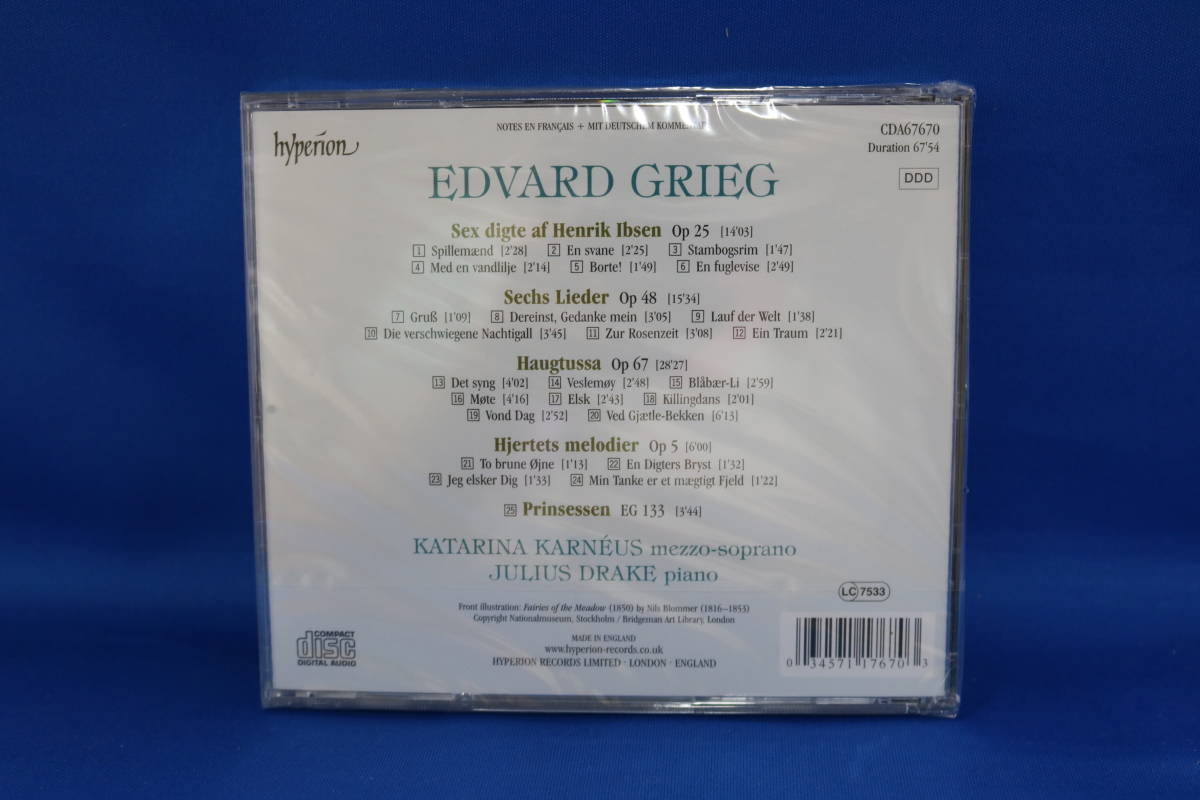 hyperion
NOTES EN FRANÇAIS + MIT DEUTSCHEM KOMMENTAR
CDA67670
Duration 67'54
DDD
EDVARD GRIEG
Sex digte af Henrik Ibsen Op 25 [14'03]
1 Spillemænd [2'28] 2 En svane [2'25] 3 Stambogsrim [1'47]
4 Med en vandlilje [2'14] 5 Borte! [1'49] 6 En fuglevise [2'49]
Sechs Lieder Op 48 [15'34]
7 Gruß [1'09] 8 Dereinst, Gedanke mein [3'05] 9 Lauf der Welt [1'38]
10 Die verschwiegene Nachtigall [3'45] 11 Zur Rosenzeit [3'08] 12 Ein Traum [2'21]
Haugtussa Op 67 [28'27]
13 Det syng [4'02] 14 Veslemøy [2'48] 15 Blåbær-Li [2'59]
16 Møte [4'16] 17 Elsk [2'43] 18 Killingdans [2'01]
19 Vond Dag [2'52] 20 Ved Gjætle-Bekken [6'13]
Hjertets melodier Op 5 [6'00]
21 To brune Øjne [1'13] 22 En Digters Bryst [1'32]
23 Jeg elsker Dig [1'33] 24 Min Tanke er et mægtigt Fjeld [1'22]
25 Prinsessen EG 133 [3'44]
KATARINA KARNÉUS mezzo-soprano
JULIUS DRAKE piano
LC 7533
Front illustration: Fairies of the Meadow (1850) by Nils Blommer (1816–1853)
Copyright Nationalmuseum, Stockholm / Bridgeman Art Library, London
COMPACT
disc
DIGITAL AUDIO
MADE IN ENGLAND
www.hyperion-records.co.uk
HYPERION RECORDS LIMITED · LONDON · ENGLAND
0 34571 17670 3